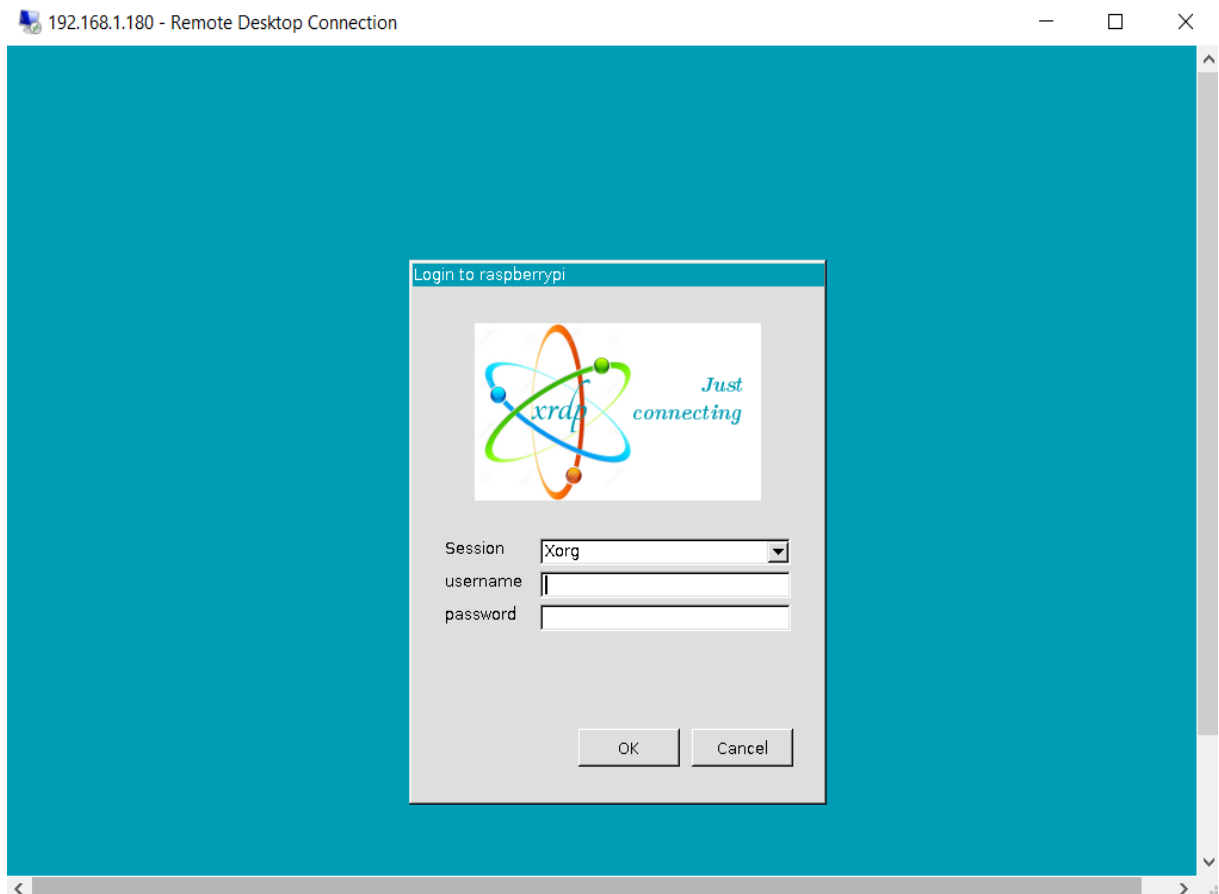 192.168.1.180 - Remote Desktop Connection
Login to raspberrypi
Just
xrdp connecting
Session Xorg
username
password
OK Cancel